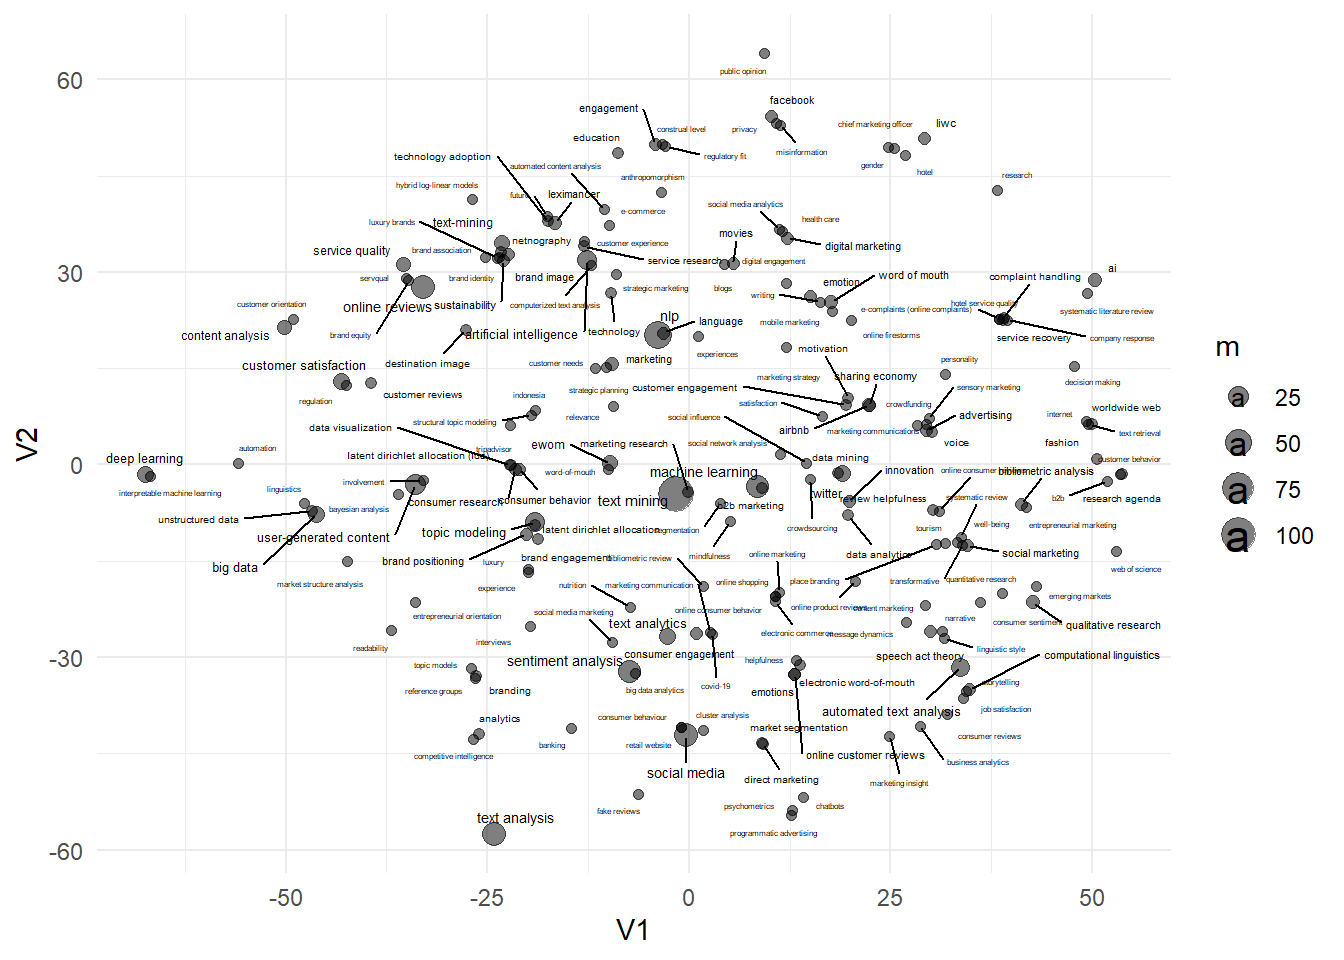 60
public opinion
facebook
engagement
construal level
privacy
chief marketing officer
liwc
education
technology adoption
automated content analysis
regulatory fit
misinformation
gender
hotel
research
hybrid log-linear models
future
leximancer
anthropomorphism
e-commerce
social media analytics
health care
luxury brands
text-mining
netnography
customer experience
movies
digital marketing
service quality
brand association
service research
digital engagement
servqual
brand identity
brand image
strategic marketing
blogs
emotion
word of mouth
complaint handling
ai
30
customer orientation
online reviews
sustainability
computerized text analysis
writing
e-complaints (online complaints)
hotel service quality
systematic literature review
content analysis
brand equity
artificial intelligence
technology
nlp
language
mobile marketing
online firestorms
service recovery
company response
destination image
customer needs
marketing
experiences
motivation
personality
customer satisfaction
regulation
customer reviews
strategic planning
customer engagement
marketing strategy
sharing economy
sensory marketing
decision making
data visualization
structural topic modeling
indonesia
relevance
social influence
satisfaction
crowdfunding
advertising
internet
worldwide web
airbnb
marketing communications
text retrieval
V2
automation
tripadvisor
ewom
marketing research
social network analysis
voice
fashion
0
deep learning
latent dirichlet allocation (lda)
word-of-mouth
machine learning
data mining
innovation
bibliometric analysis
customer behavior
interpretable machine learning
linguistics
involvement
consumer research
consumer behavior
text mining
b2b marketing
twitter
review helpfulness
systematic review
b2b
research agenda
unstructured data
bayesian analysis
user-generated content
topic modeling
latent dirichlet allocation
segmentation
crowdsourcing
tourism
well-being
entrepreneurial marketing
big data
brand positioning
brand engagement
bibliometric review
mindfulness
online marketing
data analytics
social marketing
web of science
market structure analysis
luxury
experience
nutrition
marketing communication
online shopping
place branding
transformative
quantitative research
emerging markets
entrepreneurial orientation
social media marketing
online consumer behavior
online product reviews
content marketing
narrative
consumer sentiment
qualitative research
readability
interviews
text analytics
electronic commerce
message dynamics
linguistic style
-30
topic models
sentiment analysis
consumer engagement
helpfulness
speech act theory
computational linguistics
reference groups
branding
big data analytics
covid-19
emotions
electronic word-of-mouth
storytelling
analytics
consumer behaviour
cluster analysis
automated text analysis
job satisfaction
competitive intelligence
banking
retail website
market segmentation
online customer reviews
consumer reviews
business analytics
social media
direct marketing
marketing insight
text analysis
fake reviews
psychometrics
chatbots
programmatic advertising
-60
-50
-25
0
25
50
V1
m
a 25
a 50
a 75
a 100